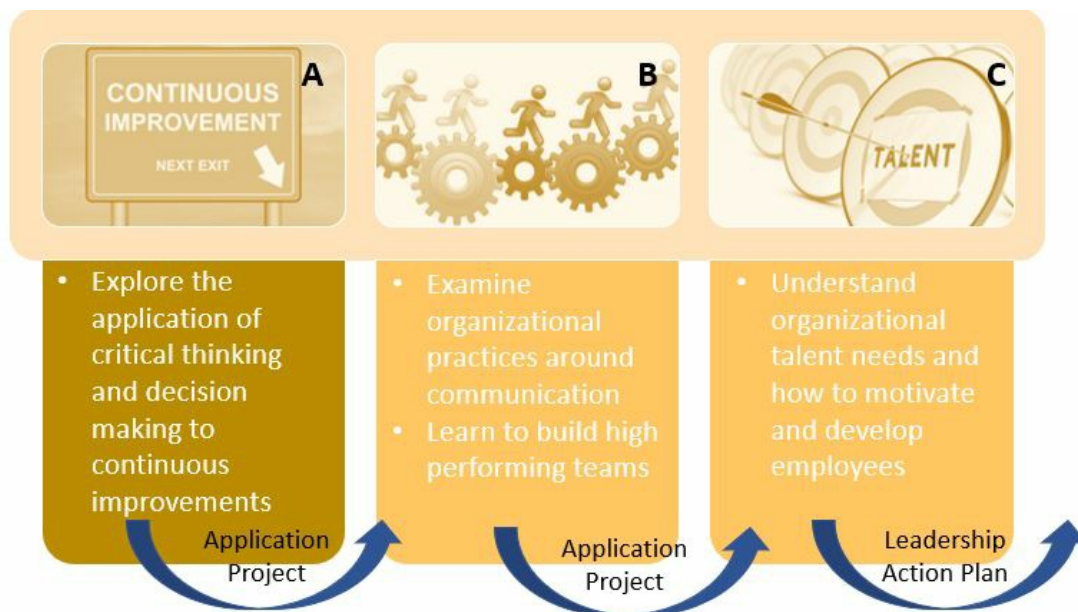 A
CONTINUOUS
IMPROVEMENT
NEXT EXIT
B
C
TALENT
• Explore the
application of
critical thinking
and decision
making to
continuous
improvements
• Examine
organizational
practices around
communication
• Learn to build high
performing teams
• Understand
organizational
talent needs and
how to motivate
and develop
employees
Application
Project
Application
Project
Leadership
Action Plan